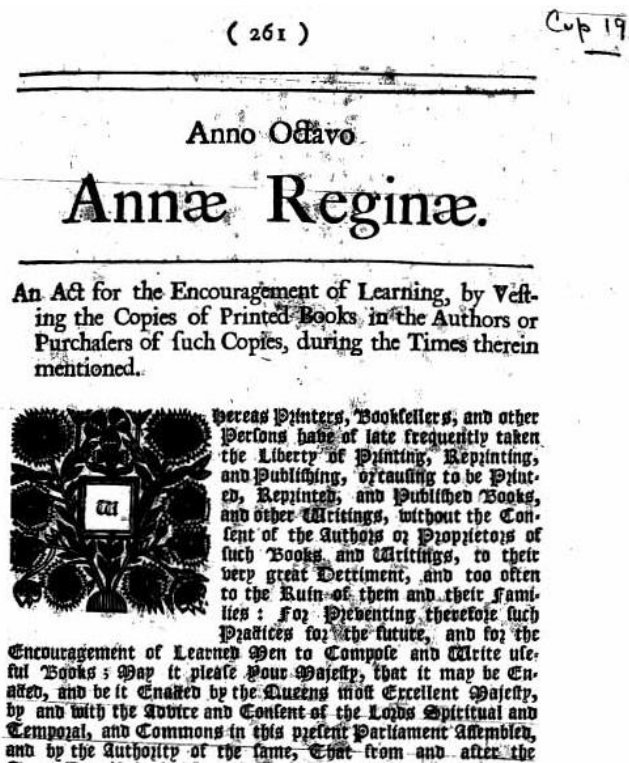 ( 261 )
Cup 19
Anno Octavo
Annæ Reginæ.
An Act for the Encouragement of Learning, by Veſt-
ing the Copies of Printed Books in the Authors or
Purchaſers of ſuch Copies, during the Times therein
mentioned.
Whereas Printers, Bookſellers, and other
Perſons have of late frequently taken
the Liberty of Printing, Reprinting,
and Publiſhing, or cauſing to be Print-
ed, Reprinted, and Publiſhed Books,
and other Writings, without the Con-
ſent of the Authors or Proprietors of
ſuch Books and Writings, to their
very great Detriment, and too often
to the Ruin of them and their Fami-
lies : For Preventing therefore ſuch
Practices for the future, and for the
Encouragement of Learned Men to Compoſe and Write uſe-
ful Books ; May it pleaſe Your Majeſty, that it may be En-
acted, and be it Enacted by the Queens moſt Excellent Majeſty,
by and with the Advice and Conſent of the Lords Spiritual and
Temporal, and Commons in this preſent Parliament Aſſembled,
and by the Authority of the ſame, That from and after the